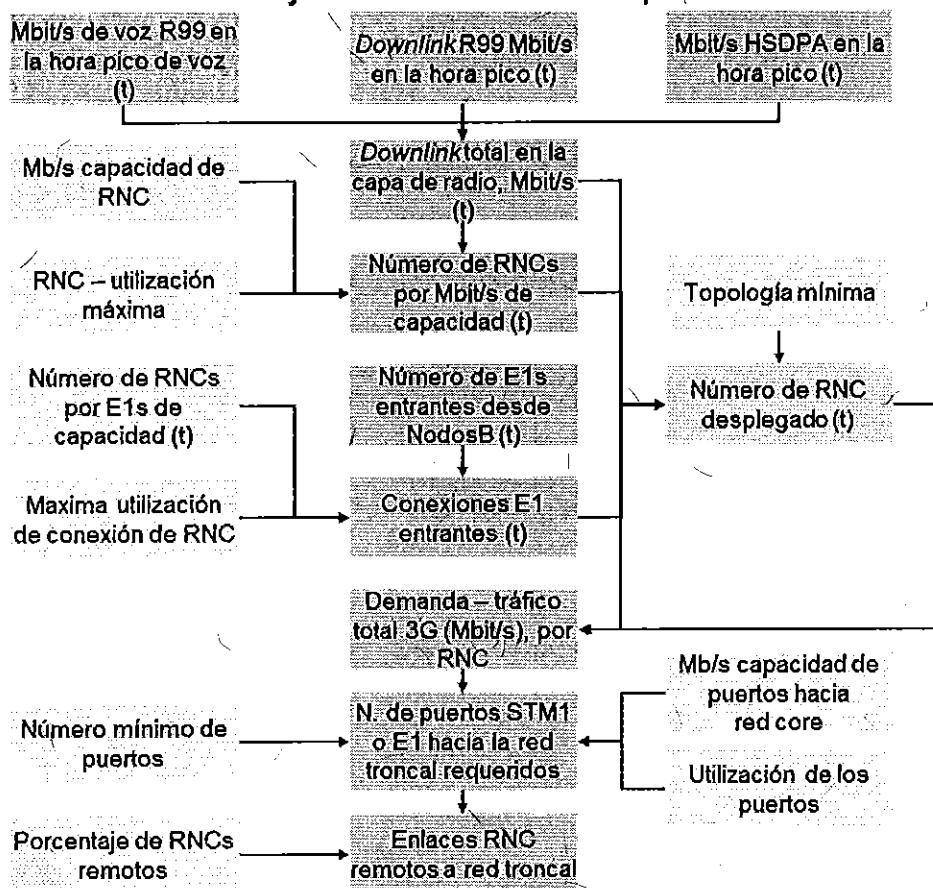 Mbit/s de voz R99 en
la hora pico de voz
(t)
Downlink R99 Mbit/s
en la hora pico (t)
Mbit/s HSDPA en la
hora pico (t)
Mb/s capacidad de
RNC
Downlink total en la
capa de radio, Mbit/s
(t)
RNC – utilización
máxima
Número de RNCs
por Mbit/s de
capacidad (t)
Topología mínima
Número de RNCs
por E1s de
capacidad (t)
Número de E1s
entrantes desde
NodosB (t)
Número de RNC
desplegado (t)
Maxima utilización
de conexión de RNC
Conexiones E1
entrantes (t)
Demanda – tráfico
total 3G (Mbit/s), por
RNC
Mb/s capacidad de
puertos hacia
red core
Número mínimo de
puertos
N. de puertos STM1
o E1 hacia la red
troncal requeridos
Utilización de los
puertos
Porcentaje de RNCs
remotos
Enlaces RNC
remotos a red troncal